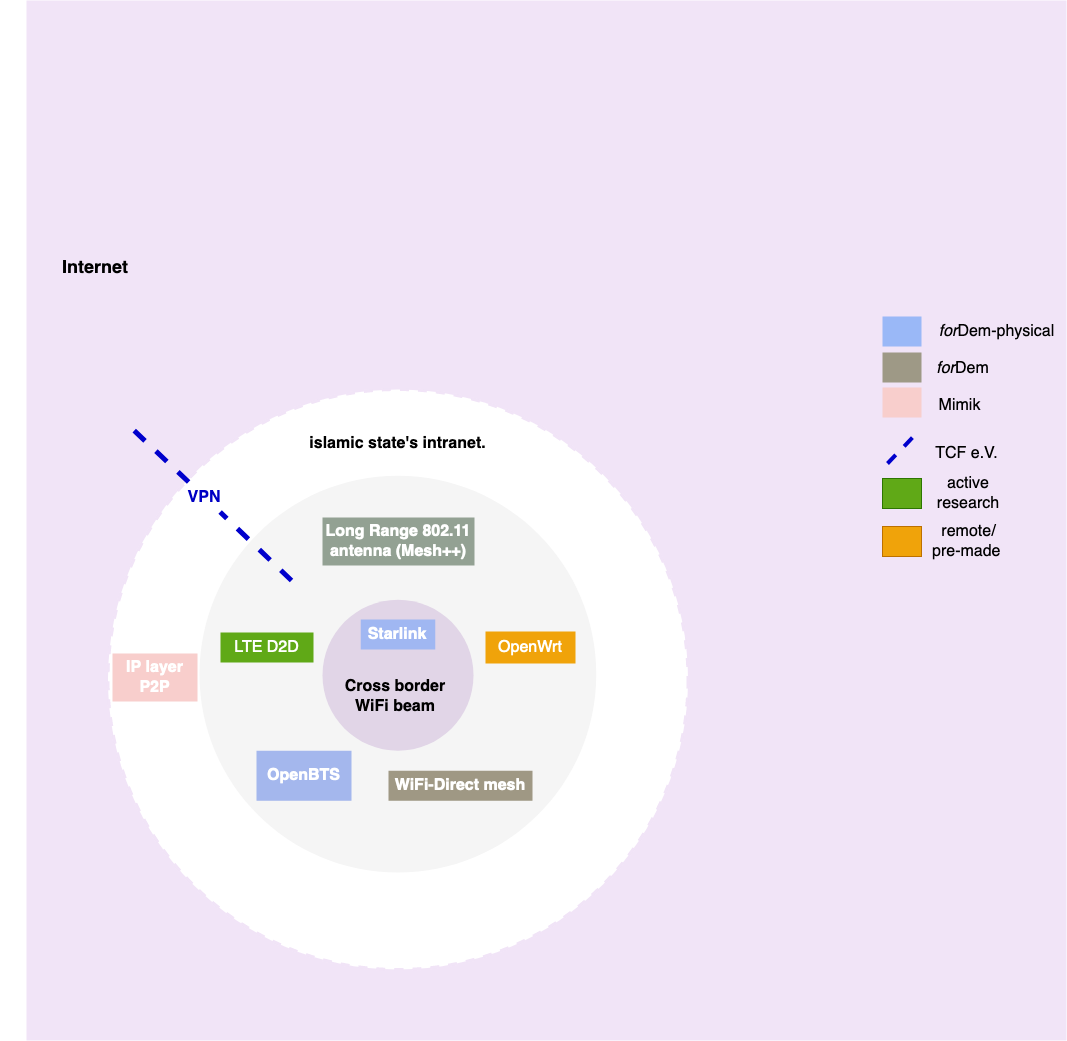 Internet
forDem-physical
forDem
Mimik
TCF e.V.
active
research
remote/
pre-made
islamic state's intranet.
VPN
Long Range 802.11
antenna (Mesh++)
Starlink
LTE D2D
OpenWrt
IP layer
P2P
Cross border
WiFi beam
OpenBTS
WiFi-Direct mesh